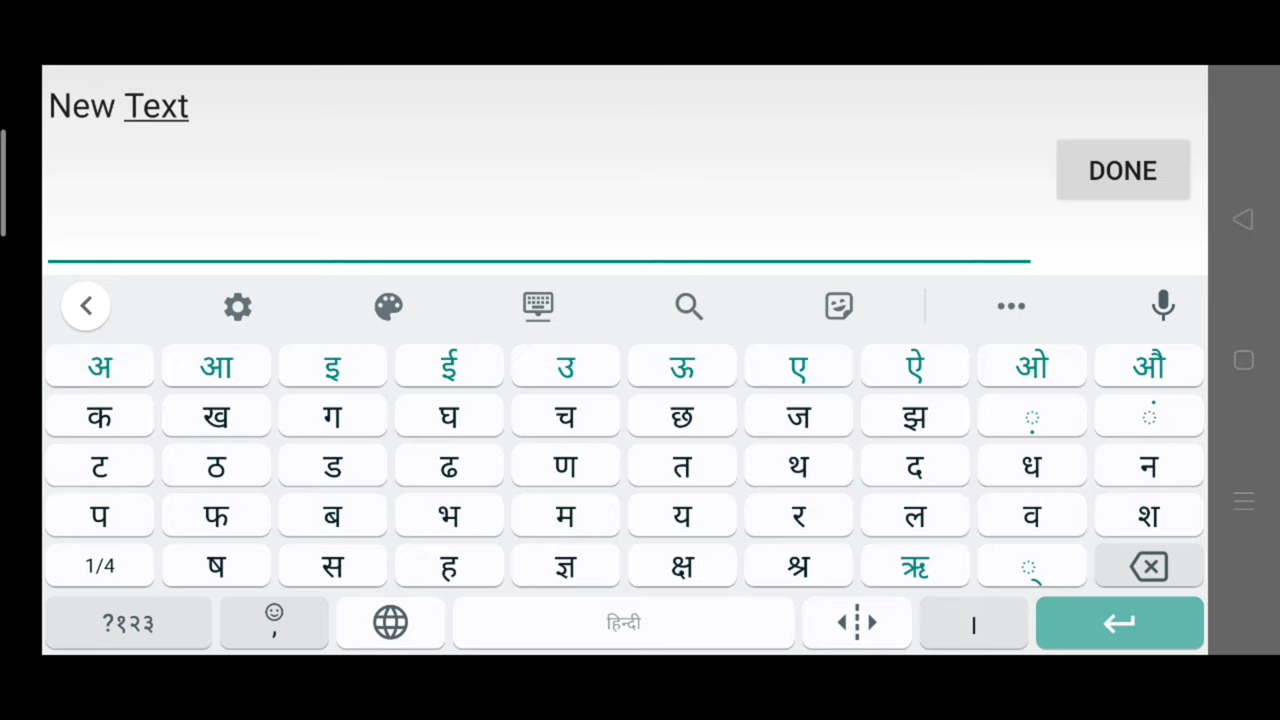 New Text
DONE
अ आ इ ई उ ऊ ए ऐ ओ औ
क ख ग घ च छ ज झ ़ ं
ट ठ ड ढ ण त थ द ध न
प फ ब भ म य र ल व श
1/4 ष स ह ज्ञ क्ष श्र ऋ ्
?१२३ , हिन्दी ।